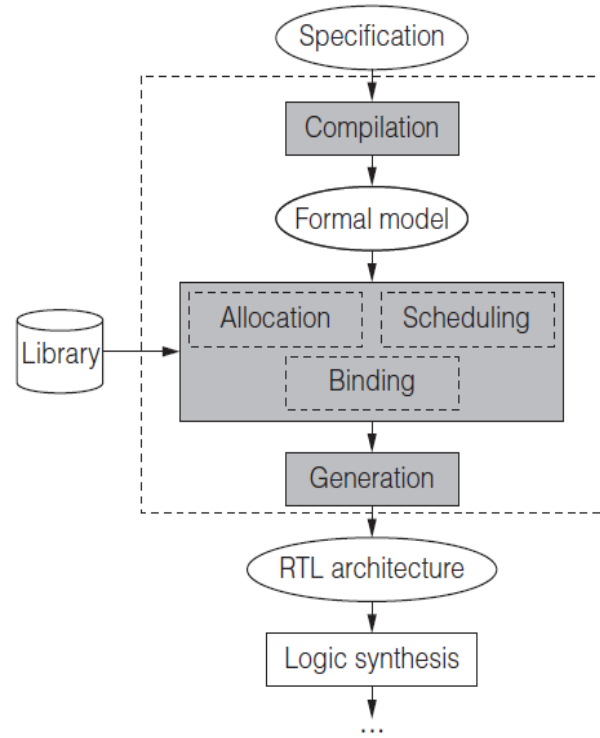 Specification
Compilation
Formal model
Allocation
Scheduling
Library
Binding
Generation
RTL architecture
Logic synthesis
...